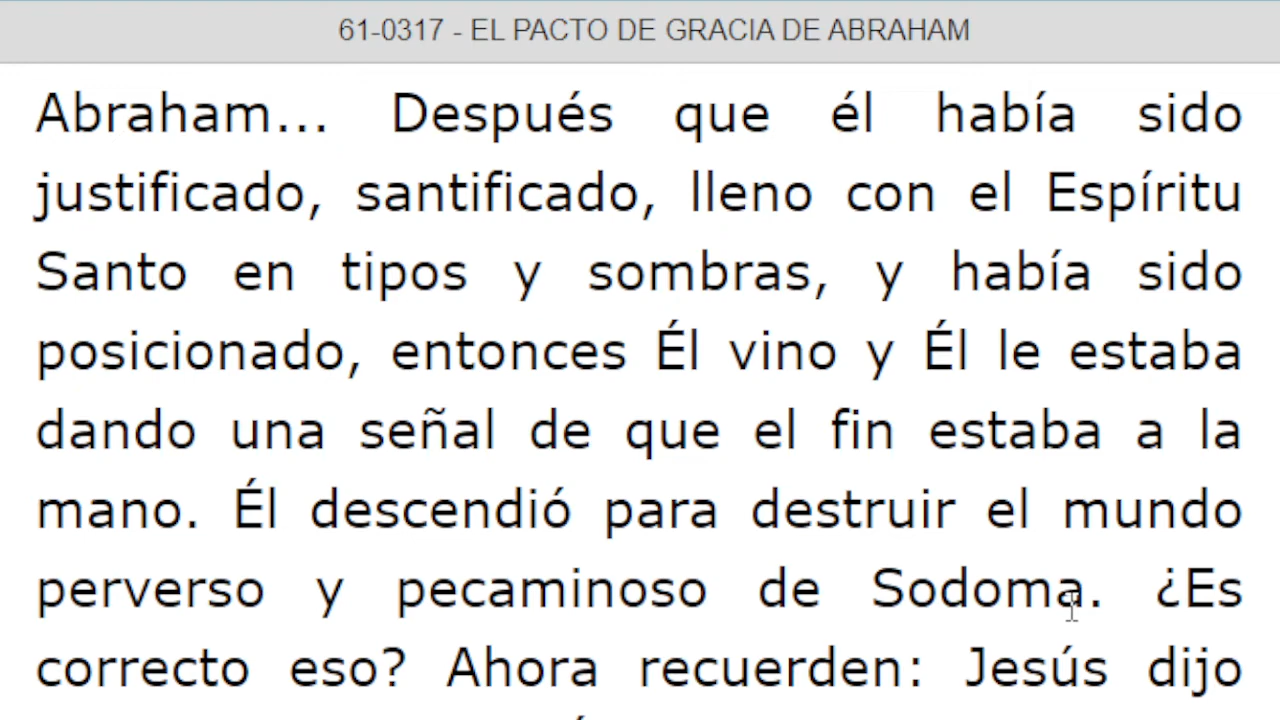 61-0317 - EL PACTO DE GRACIA DE ABRAHAM
Abraham... Después que él había sido
justificado, santificado, lleno con el Espíritu
Santo en tipos y sombras, y había sido
posicionado, entonces Él vino y Él le estaba
dando una señal de que el fin estaba a la
mano. Él descendió para destruir el mundo
perverso y pecaminoso de Sodoma. ¿Es
correcto eso? Ahora recuerden: Jesús dijo